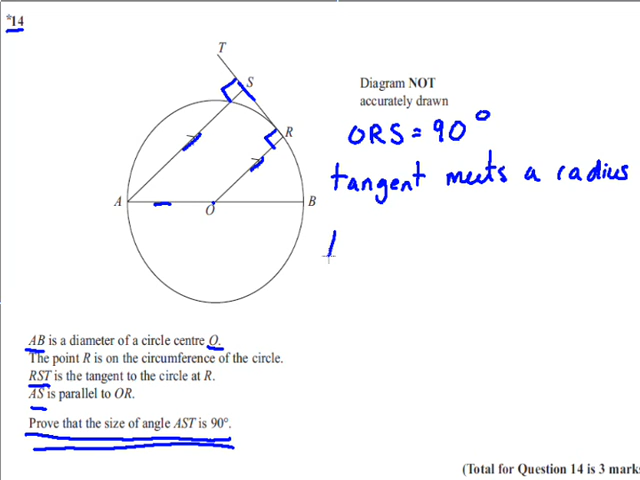 *14
T
S
R
A
O
B
Diagram NOT
accurately drawn
ORS = 90°
tangent meets a radius
AB is a diameter of a circle centre O.
The point R is on the circumference of the circle.
RST is the tangent to the circle at R.
AS is parallel to OR.
Prove that the size of angle AST is 90°.
(Total for Question 14 is 3 mark